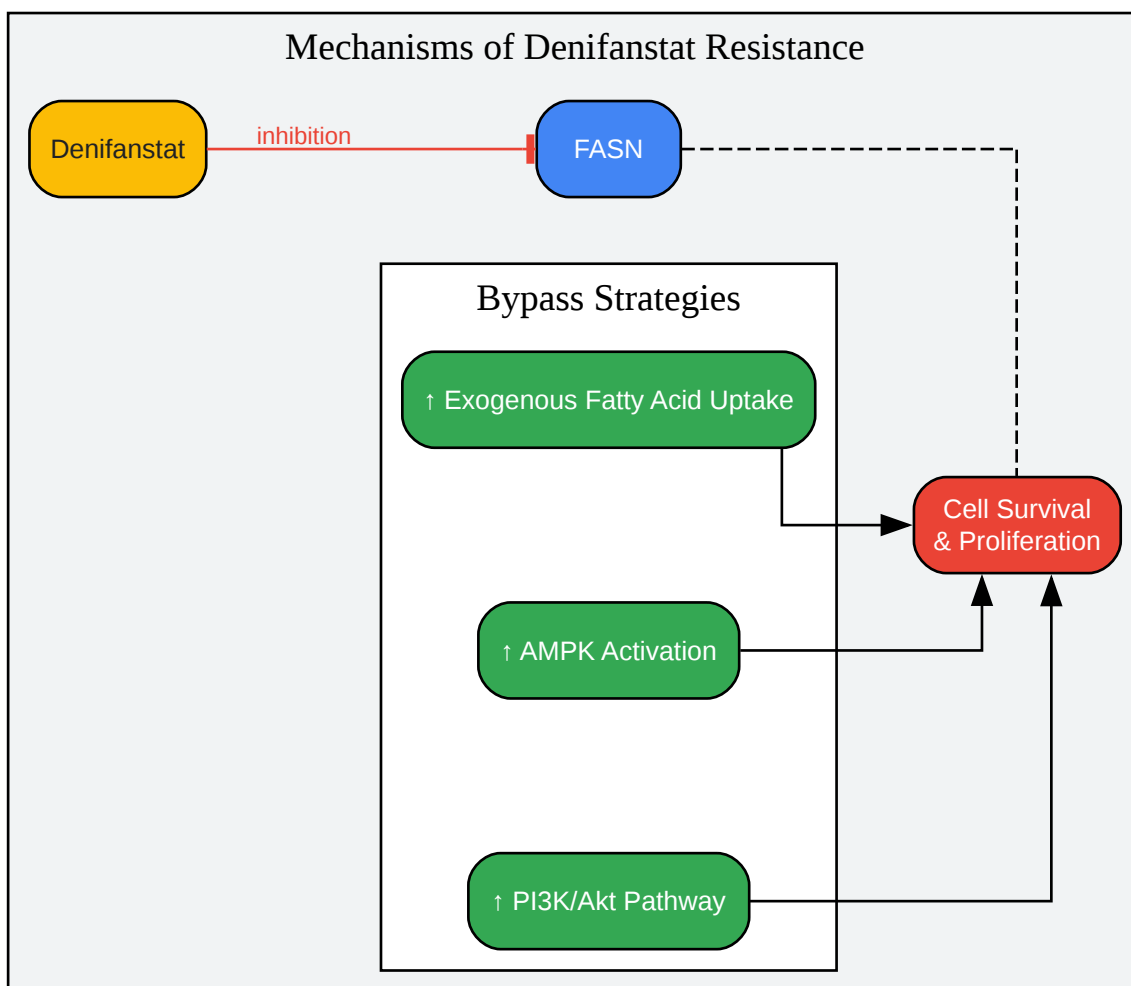 Mechanisms of Denifanstat Resistance
Denifanstat
inhibition
FASN
Bypass Strategies
↑ Exogenous Fatty Acid Uptake
Cell Survival
& Proliferation
↑ AMPK Activation
↑ PI3K/Akt Pathway